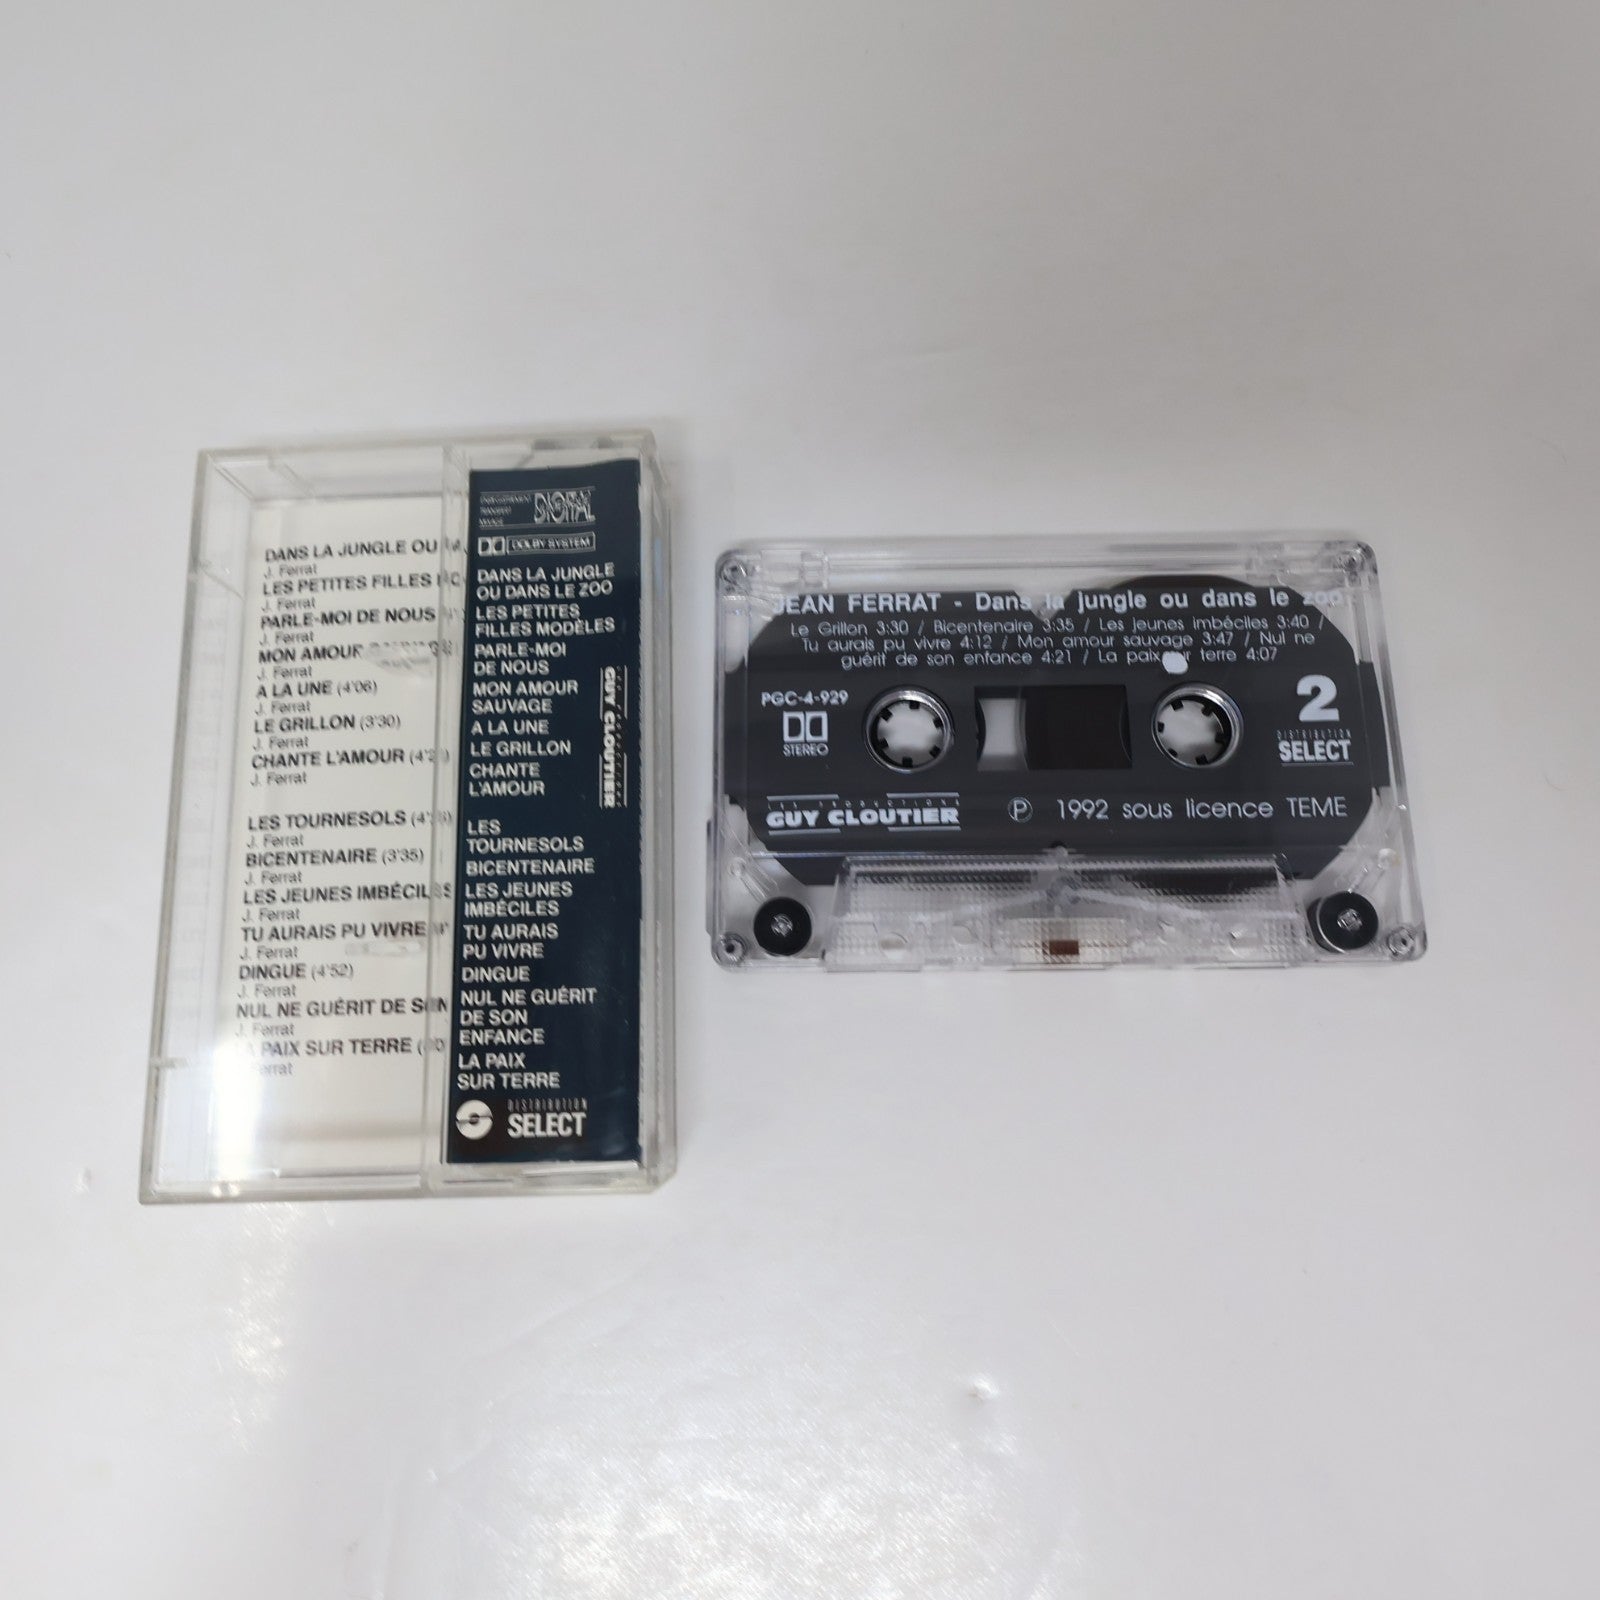 DANS LA JUNGLE OU
J. Ferrat
LES PETITES FILLES
J. Ferrat
PARLE-MOI DE NOUS
J. Ferrat
MON AMOUR
J. Ferrat
A LA UNE (4'06)
J. Ferrat
LE GRILLON (3'30)
J. Ferrat
CHANTE L'AMOUR
J. Ferrat
LES TOURNESOLS
J. Ferrat
BICENTENAIRE (3'35)
J. Ferrat
LES JEUNES IMBÉCILES
J. Ferrat
TU AURAIS PU VIVRE
J. Ferrat
DINGUE (4'52)
J. Ferrat
NUL NE GUÉRIT DE SON
J. Ferrat
LA PAIX SUR TERRE
Ferrat
DIGITAL
DOLBY SYSTEM
DANS LA JUNGLE
OU DANS LE ZOO
LES PETITES
FILLES MODÈLES
PARLE-MOI
DE NOUS
MON AMOUR
SAUVAGE
A LA UNE
LE GRILLON
CHANTE
L'AMOUR
LES
TOURNESOLS
BICENTENAIRE
LES JEUNES
IMBÉCILES
TU AURAIS
PU VIVRE
DINGUE
NUL NE GUÉRIT
DE SON
ENFANCE
LA PAIX
SUR TERRE
DISTRIBUTION
SELECT
GUY CLOUTIER
JEAN FERRAT - Dans la jungle ou dans le zoo
Le Grillon 3:30 / Bicentenaire 3:35 / Les jeunes imbéciles 3:40 /
Tu aurais pu vivre 4:12 / Mon amour sauvage 3:47 / Nul ne
guérit de son enfance 4:21 / La paix sur terre 4:07
PGC-4-929
STEREO
2
DISTRIBUTION
SELECT
LES PRODUCTIONS
GUY CLOUTIER
Ⓟ 1992 sous licence TEME